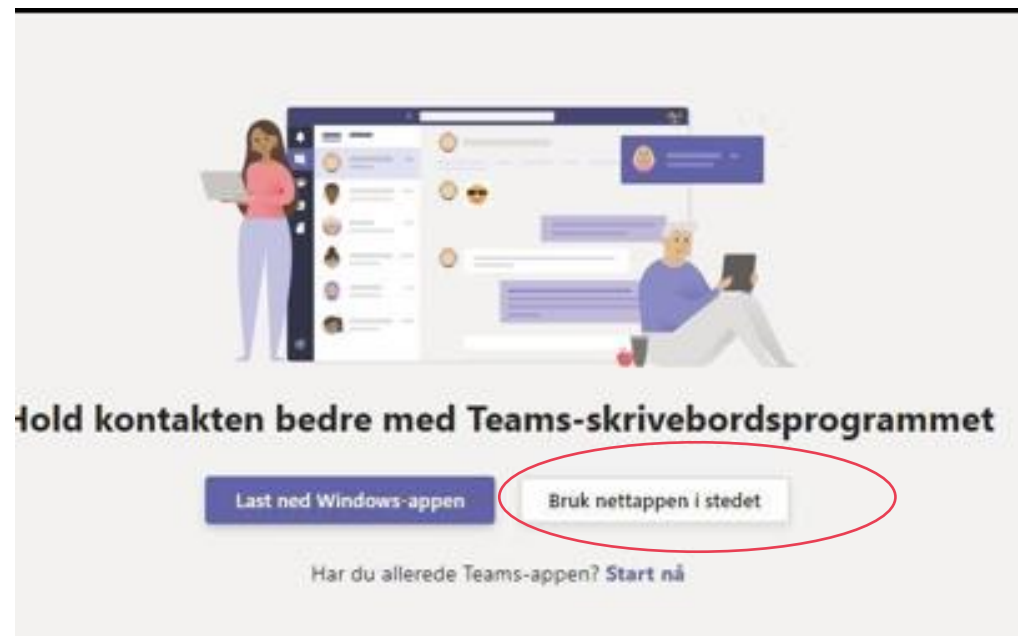 Hold kontakten bedre med Teams-skrivebordsprogrammet
Last ned Windows-appen
Bruk nettappen i stedet
Har du allerede Teams-appen? Start nå